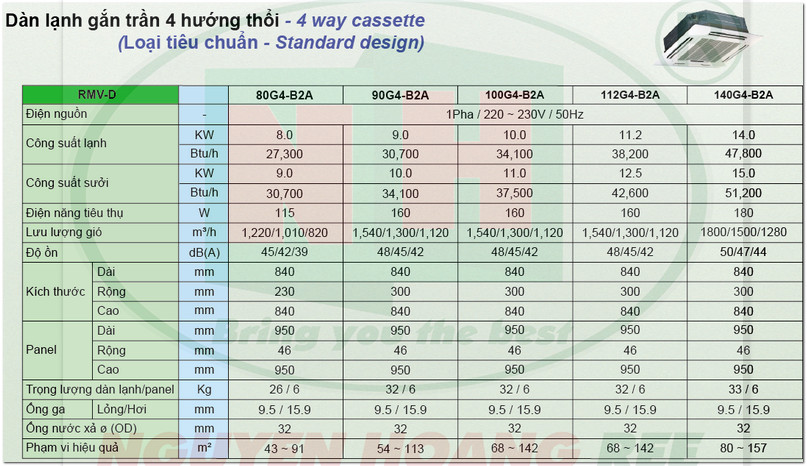 Dàn lạnh gắn trần 4 hướng thổi - 4 way cassette
(Loại tiêu chuẩn - Standard design)
RMV-D 80G4-B2A 90G4-B2A 100G4-B2A 112G4-B2A 140G4-B2A
Điện nguồn - 1Pha / 220 ~ 230V / 50Hz
Công suất lạnh KW 8.0 9.0 10.0 11.2 14.0
Btu/h 27,300 30,700 34,100 38,200 47,800
Công suất sưởi KW 9.0 10.0 11.0 12.5 15.0
Btu/h 30,700 34,100 37,500 42,600 51,200
Điện năng tiêu thụ W 115 160 160 160 180
Lưu lượng gió m³/h 1,220/1,010/820 1,540/1,300/1,120 1,540/1,300/1,120 1,540/1,300/1,120 1800/1500/1280
Độ ồn dB(A) 45/42/39 48/45/42 48/45/42 48/45/42 50/47/44
Kích thước Dài mm 840 840 840 840 840
Rộng mm 230 300 300 300 300
Cao mm 840 840 840 840 840
Panel Dài mm 950 950 950 950 950
Rộng mm 46 46 46 46 46
Cao mm 950 950 950 950 950
Trọng lượng dàn lạnh/panel Kg 26 / 6 32 / 6 32 / 6 32 / 6 33 / 6
Ống ga Lỏng/Hơi mm 9.5 / 15.9 9.5 / 15.9 9.5 / 15.9 9.5 / 15.9 9.5 / 15.9
Ống nước xả ø (OD) mm 32 32 32 32 32
Phạm vi hiệu quả m² 43 ~ 91 54 ~ 113 68 ~ 142 68 ~ 142 80 ~ 157
NH
Bring you the best
NGUYEN HOANG REE